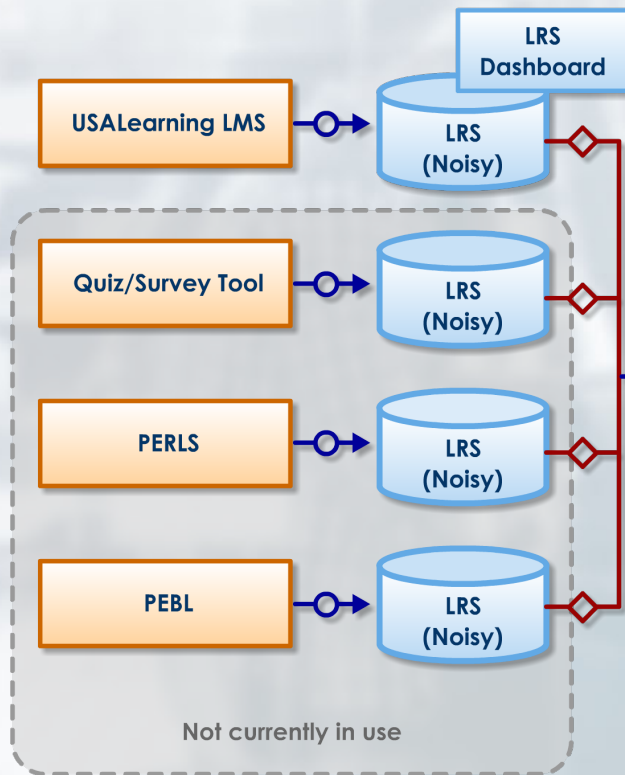 LRS
Dashboard
USALearning LMS
LRS
(Noisy)
Quiz/Survey Tool
LRS
(Noisy)
PERLS
LRS
(Noisy)
PEBL
LRS
(Noisy)
Not currently in use